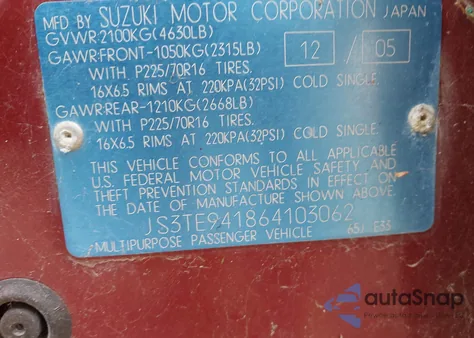 MFD BY SUZUKI MOTOR CORPORATION JAPAN
GVWR:2100KG(4630LB)
GAWR:FRONT-1050KG(2315LB) 12 / 05
WITH P225/70R16 TIRES.
16X6.5 RIMS AT 220KPA(32PSI) COLD SINGLE.
GAWR:REAR-1210KG(2668LB)
WITH P225/70R16 TIRES.
16X6.5 RIMS AT 220KPA(32PSI) COLD SINGLE.
THIS VEHICLE CONFORMS TO ALL APPLICABLE
U.S. FEDERAL MOTOR VEHICLE SAFETY AND
THEFT PREVENTION STANDARDS IN EFFECT ON
THE DATE OF MANUFACTURE SHOWN ABOVE.
JS3TE941864103062
MULTIPURPOSE PASSENGER VEHICLE 65J E33
autoSnap